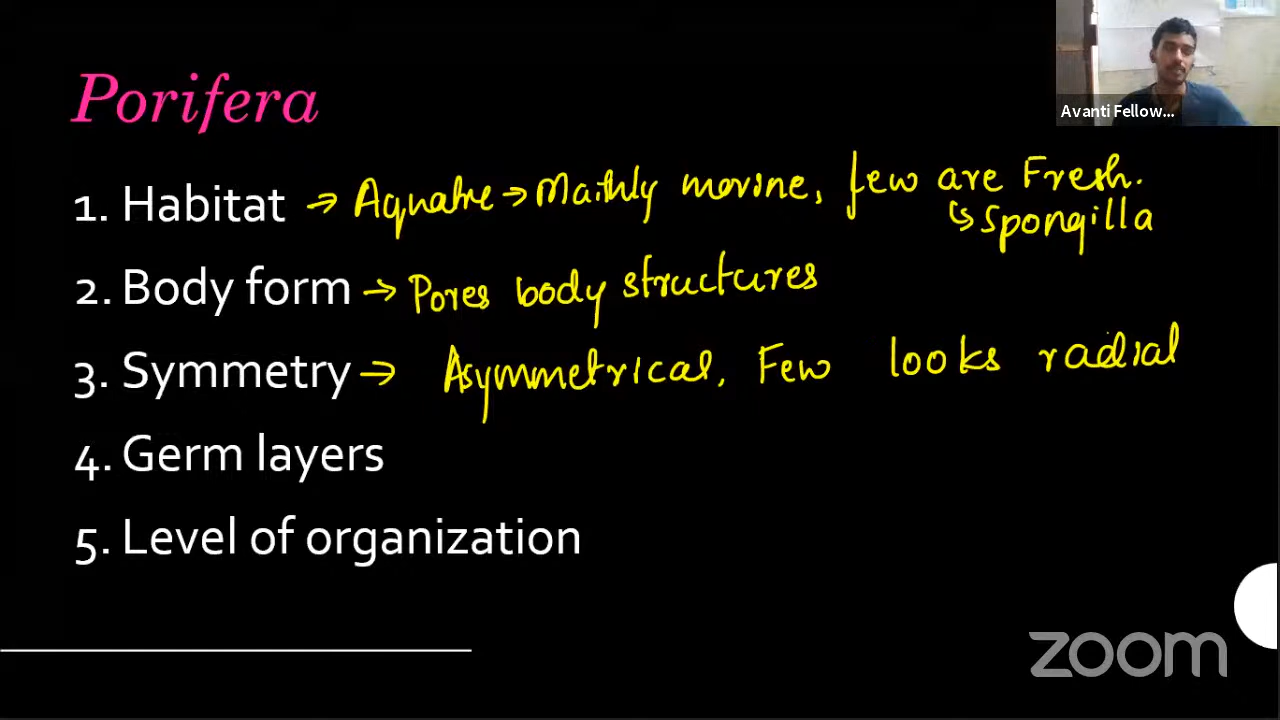 Porifera
Avanti Fellow...
1. Habitat → Aquatic → Mainly marine, few are Fresh.
↳ Spongilla
2. Body form → Pores body structures
3. Symmetry → Asymmetrical, Few looks radial
4. Germ layers
5. Level of organization
zoom